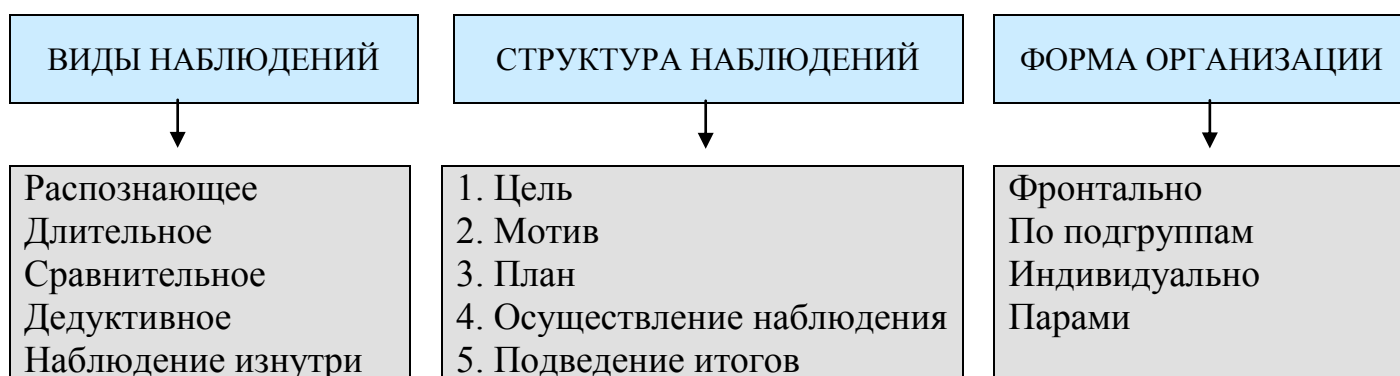 ВИДЫ НАБЛЮДЕНИЙ
Распознающее
Длительное
Сравнительное
Дедуктивное
Наблюдение изнутри
СТРУКТУРА НАБЛЮДЕНИЙ
1. Цель
2. Мотив
3. План
4. Осуществление наблюдения
5. Подведение итогов
ФОРМА ОРГАНИЗАЦИИ
Фронтально
По подгруппам
Индивидуально
Парами